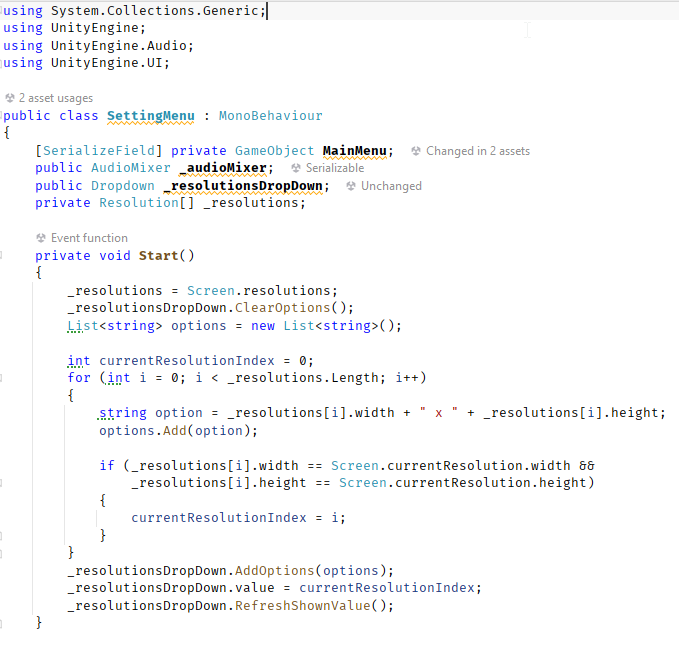 using System.Collections.Generic;
using UnityEngine;
using UnityEngine.Audio;
using UnityEngine.UI;
2 asset usages
public class SettingMenu : MonoBehaviour
{
[SerializeField] private GameObject MainMenu; Changed in 2 assets
public AudioMixer _audioMixer; Serializable
public Dropdown _resolutionsDropDown; Unchanged
private Resolution[] _resolutions;
Event function
private void Start()
{
_resolutions = Screen.resolutions;
_resolutionsDropDown.ClearOptions();
List<string> options = new List<string>();
int currentResolutionIndex = 0;
for (int i = 0; i < _resolutions.Length; i++)
{
string option = _resolutions[i].width + " x " + _resolutions[i].height;
options.Add(option);
if (_resolutions[i].width == Screen.currentResolution.width &&
_resolutions[i].height == Screen.currentResolution.height)
{
currentResolutionIndex = i;
}
}
_resolutionsDropDown.AddOptions(options);
_resolutionsDropDown.value = currentResolutionIndex;
_resolutionsDropDown.RefreshShownValue();
}